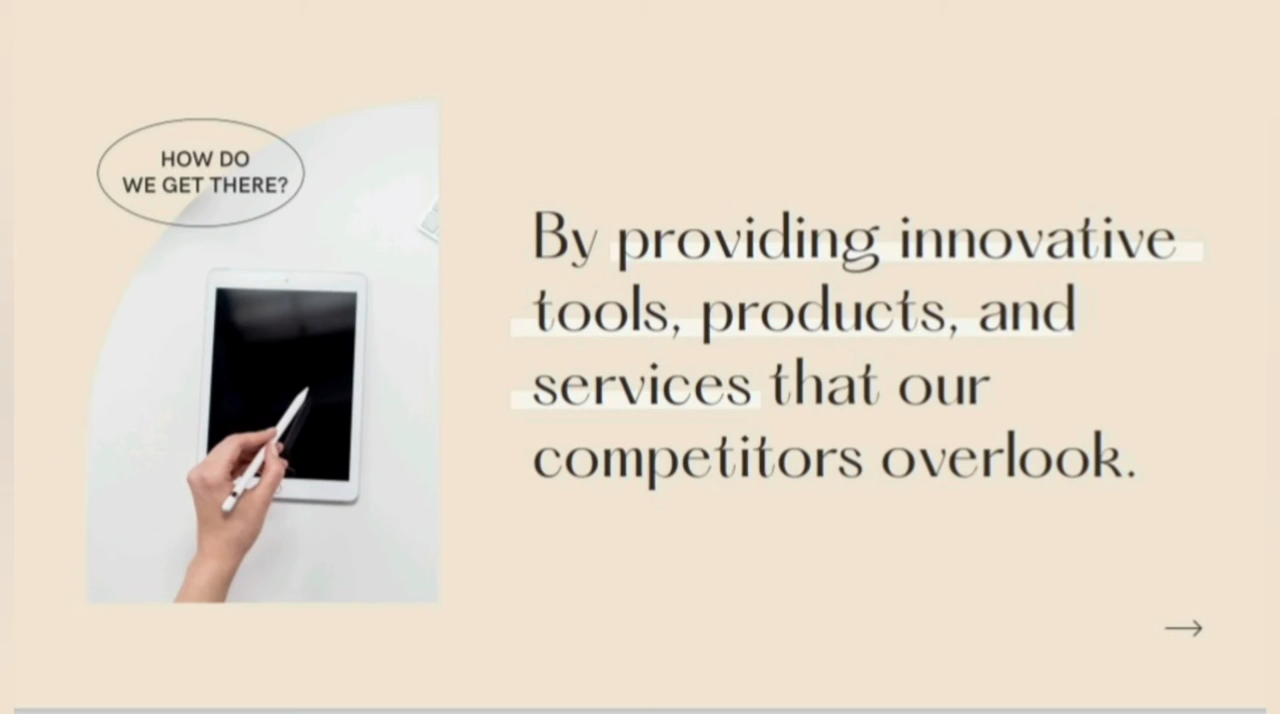 HOW DO
WE GET THERE?
By providing innovative
tools, products, and
services that our
competitors overlook.